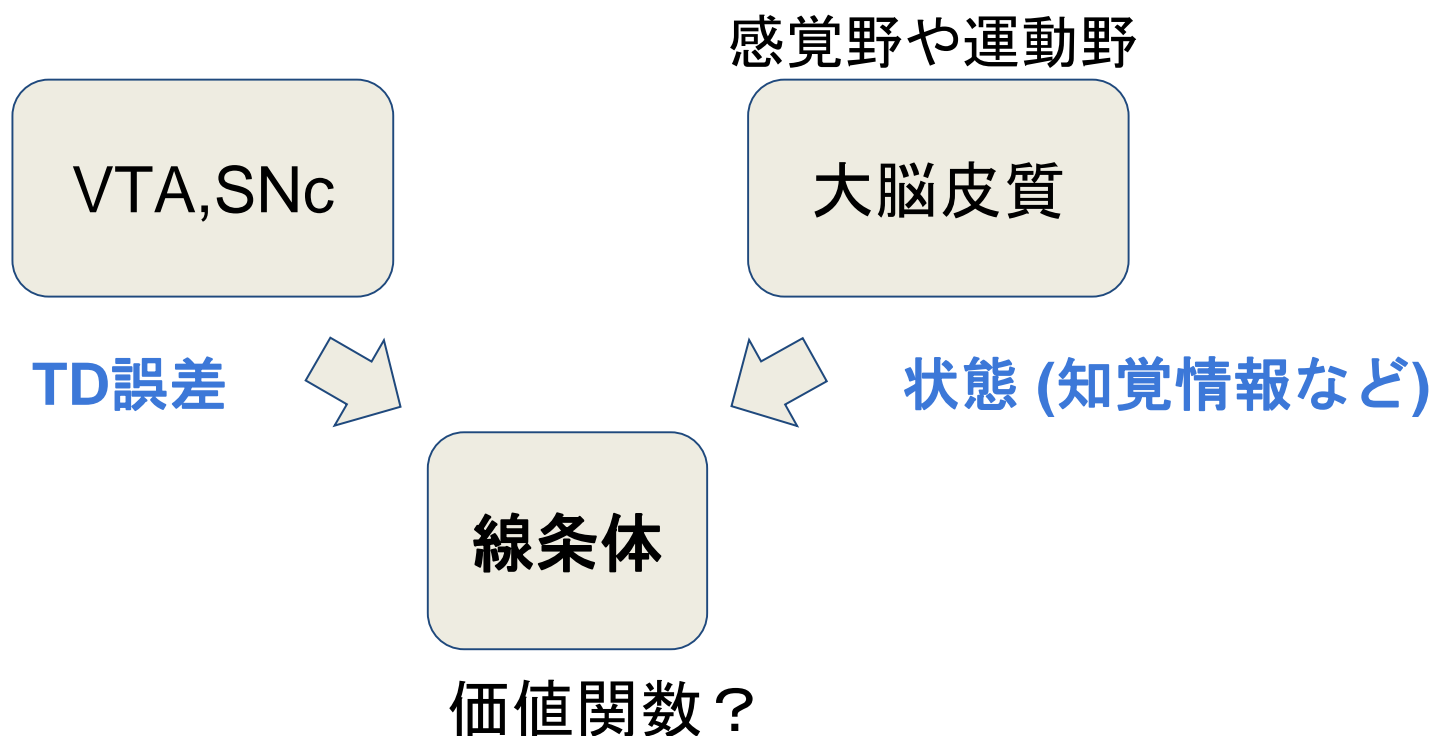 感覚野や運動野
VTA,SNc
大脳皮質
TD誤差
状態 (知覚情報など)
線条体
価値関数？